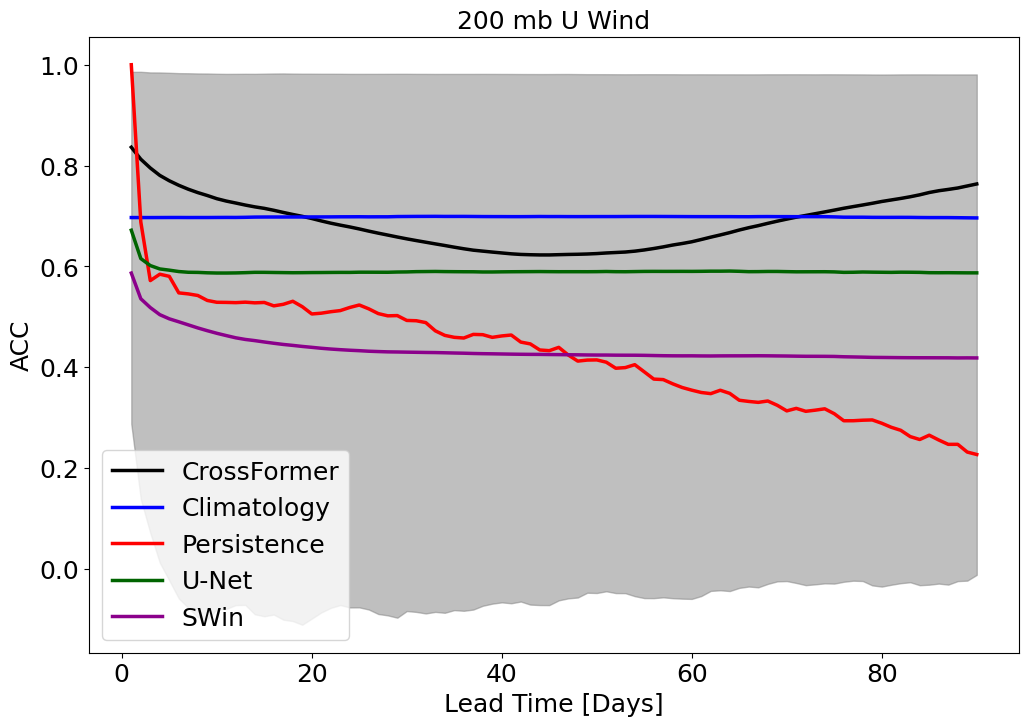 200 mb U Wind
ACC
1.0
0.8
0.6
0.4
0.2
0.0
CrossFormer
Climatology
Persistence
U-Net
SWin
0 20 40 60 80
Lead Time [Days]